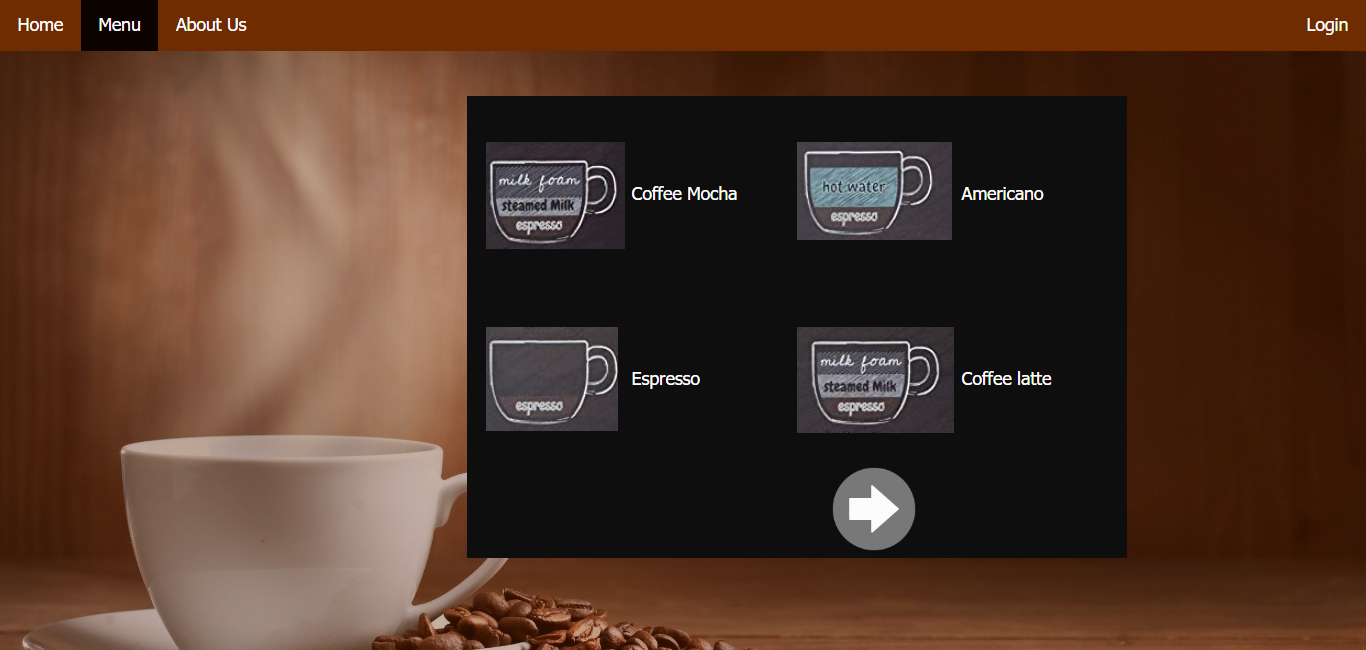 Home Menu About Us Login
milk foam
steamed Milk
espresso
Coffee Mocha
hot water
espresso
Americano
espresso
Espresso
milk foam
steamed Milk
espresso
Coffee latte